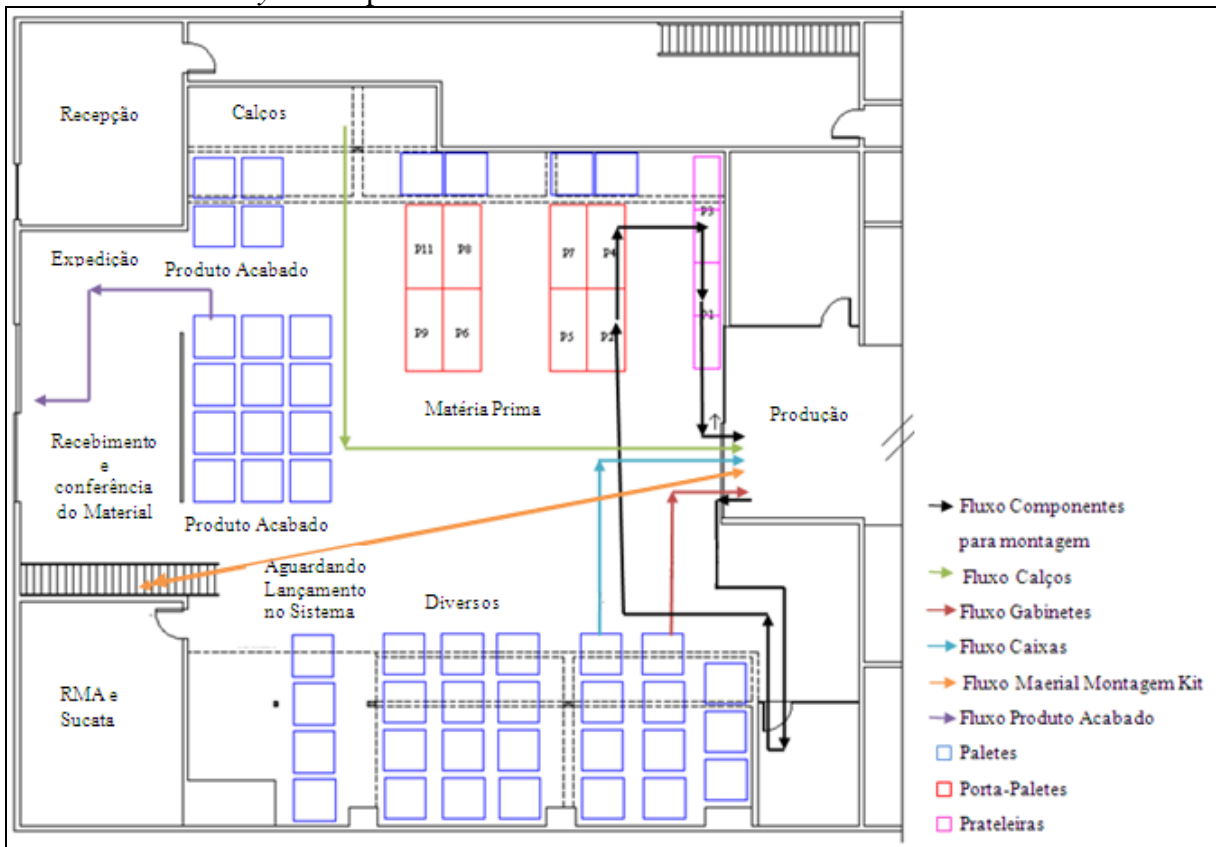 Recepção
Calços
P3
P11
P8
P7
P4
Expedição
Produto Acabado
P9
P6
P5
P2
P1
Matéria Prima
Produção
Recebimento
e
conferência
do Material
Produto Acabado
Aguardando
Lançamento
no Sistema
Diversos
RMA e
Sucata
Fluxo Componentes
para montagem
Fluxo Calços
Fluxo Gabinetes
Fluxo Caixas
Fluxo Maerial Montagem Kit
Fluxo Produto Acabado
Paletes
Porta-Paletes
Prateleiras